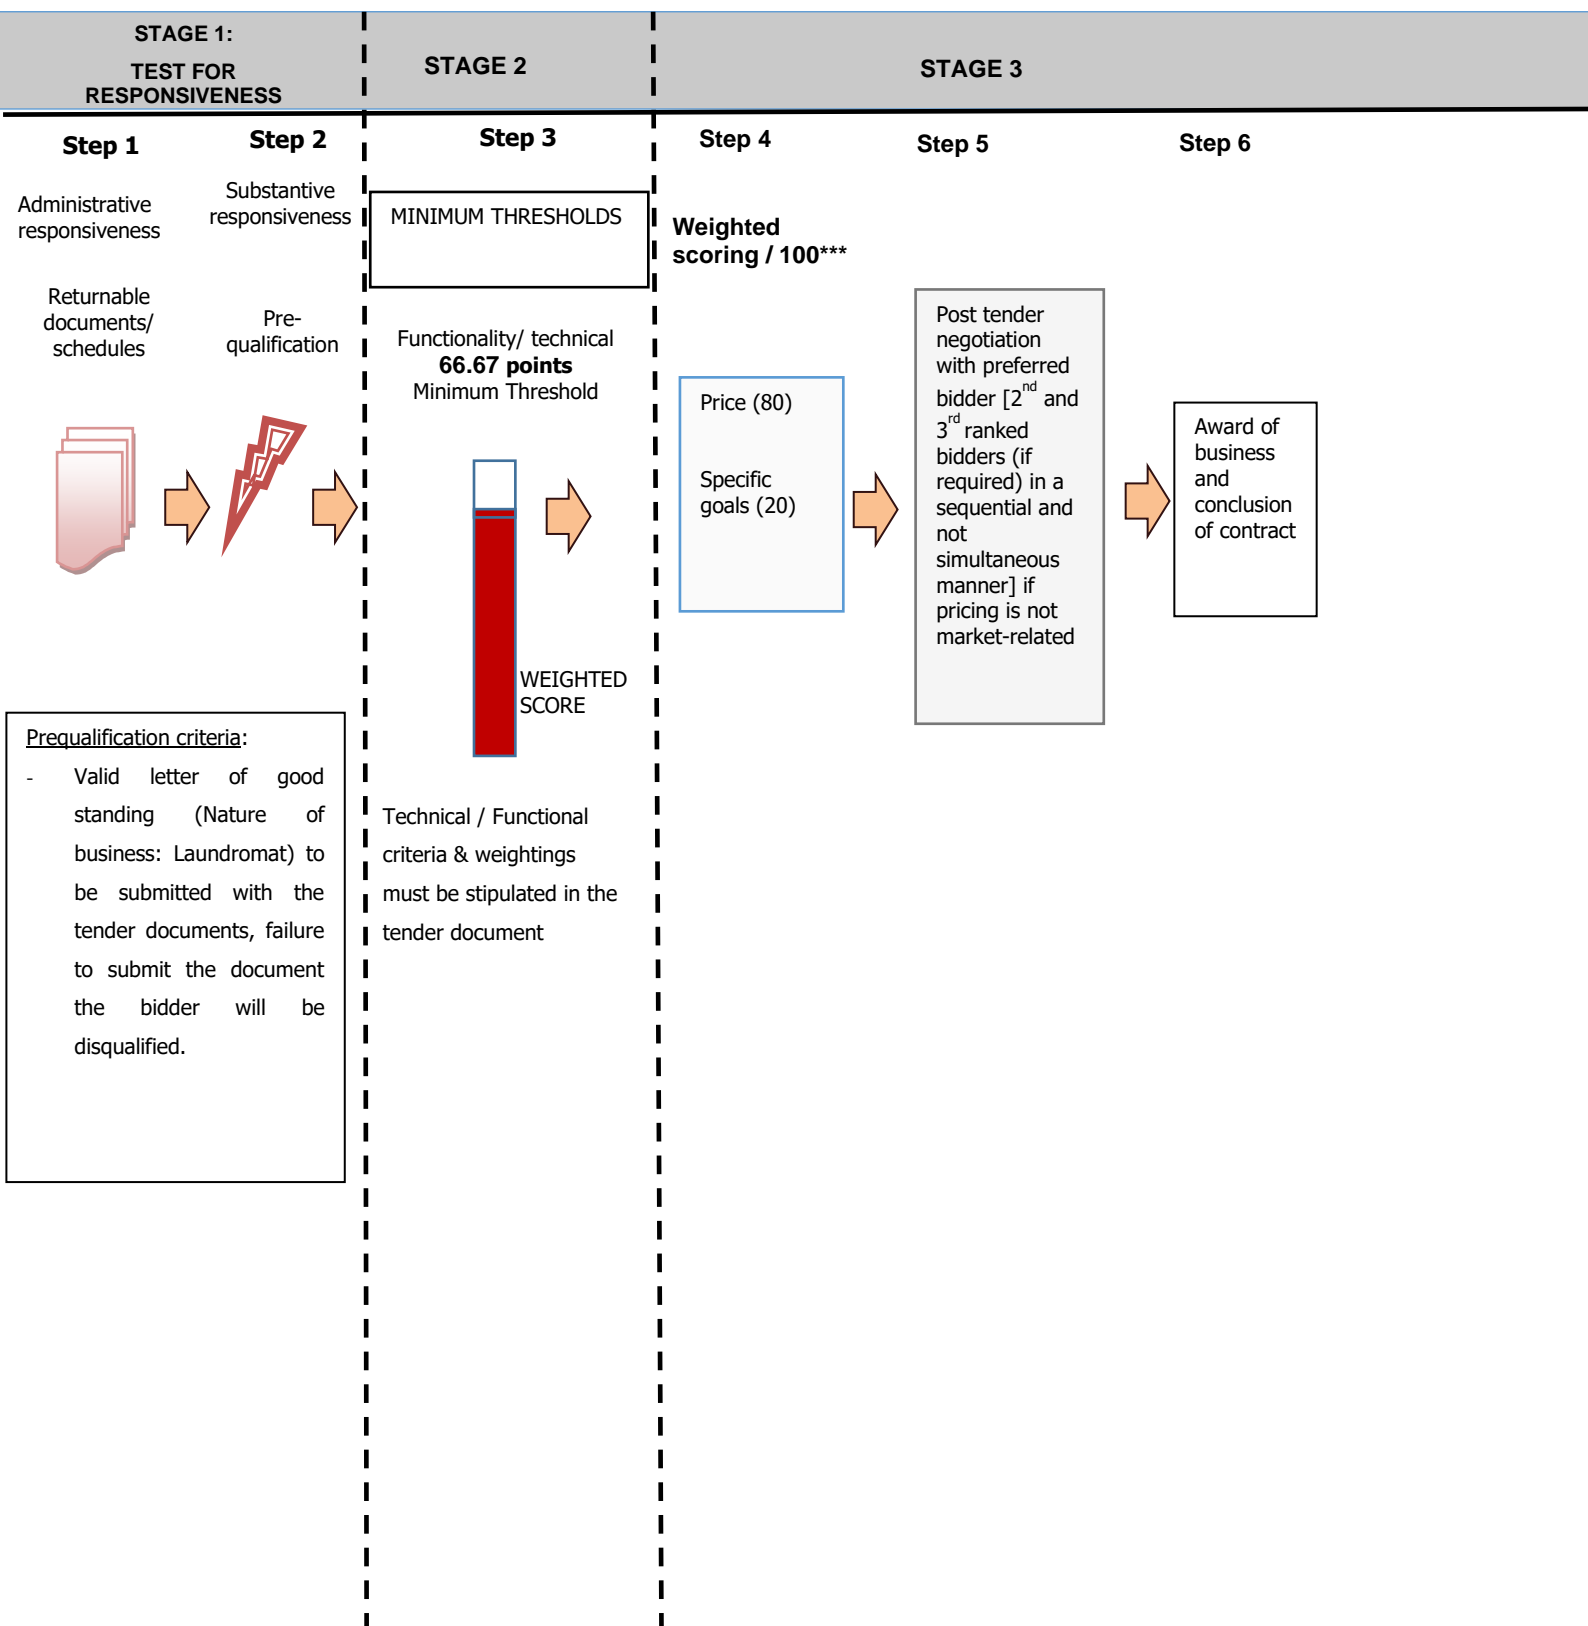 STAGE 1:
TEST FOR
RESPONSIVENESS
STAGE 2
STAGE 3
Step 1
Step 2
Step 3
Step 4
Step 5
Step 6
Administrative
responsiveness
Substantive
responsiveness
MINIMUM THRESHOLDS
Weighted
scoring / 100***
Returnable
documents/
schedules
Pre-
qualification
Functionality/ technical
66.67 points
Minimum Threshold
Price (80)
Specific
goals (20)
Post tender
negotiation
with preferred
bidder [2nd and
3rd ranked
bidders (if
required) in a
sequential and
not
simultaneous
manner] if
pricing is not
market-related
Award of
business
and
conclusion
of contract
WEIGHTED
SCORE
Prequalification criteria:
- Valid letter of good
standing (Nature of
business: Laundromat) to
be submitted with the
tender documents, failure
to submit the document
the bidder will be
disqualified.
Technical / Functional
criteria & weightings
must be stipulated in the
tender document